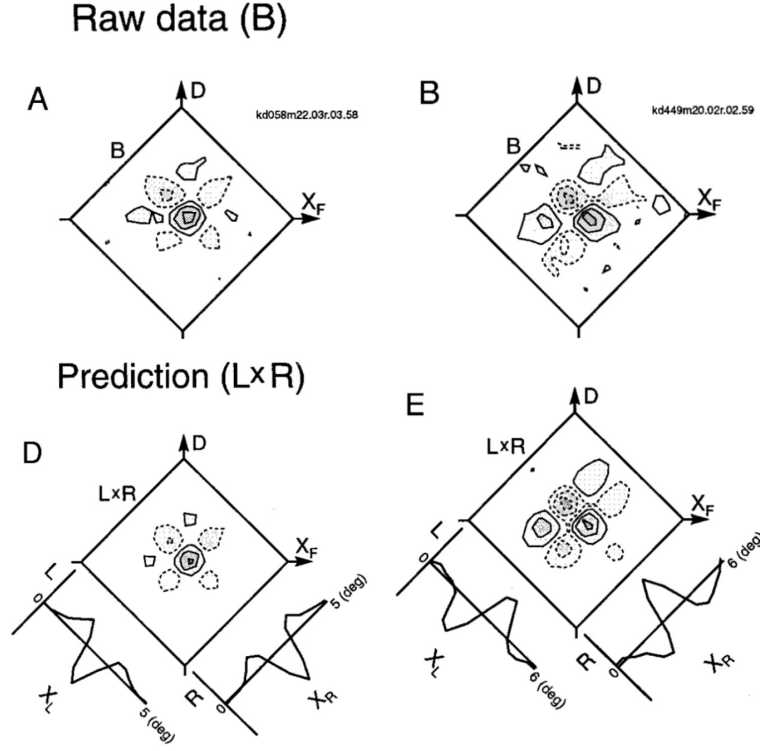 Raw data (B)
A
D
kd058m22.03r.03.58
B
X_F
B
D
kd449m20.02r.02.59
B
X_F
Prediction (L×R)
D
D
L×R
X_F
L
0
X_L
5 (deg)
R
0
X_R
5 (deg)
E
D
L×R
X_F
L
0
X_L
6 (deg)
R
0
X_R
6 (deg)